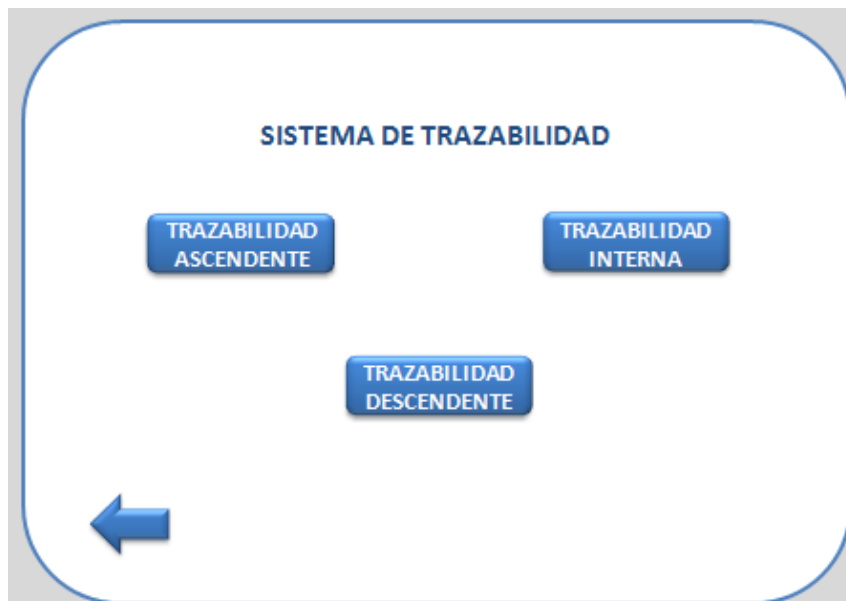 SISTEMA DE TRAZABILIDAD
TRAZABILIDAD
ASCENDENTE
TRAZABILIDAD
INTERNA
TRAZABILIDAD
DESCENDENTE